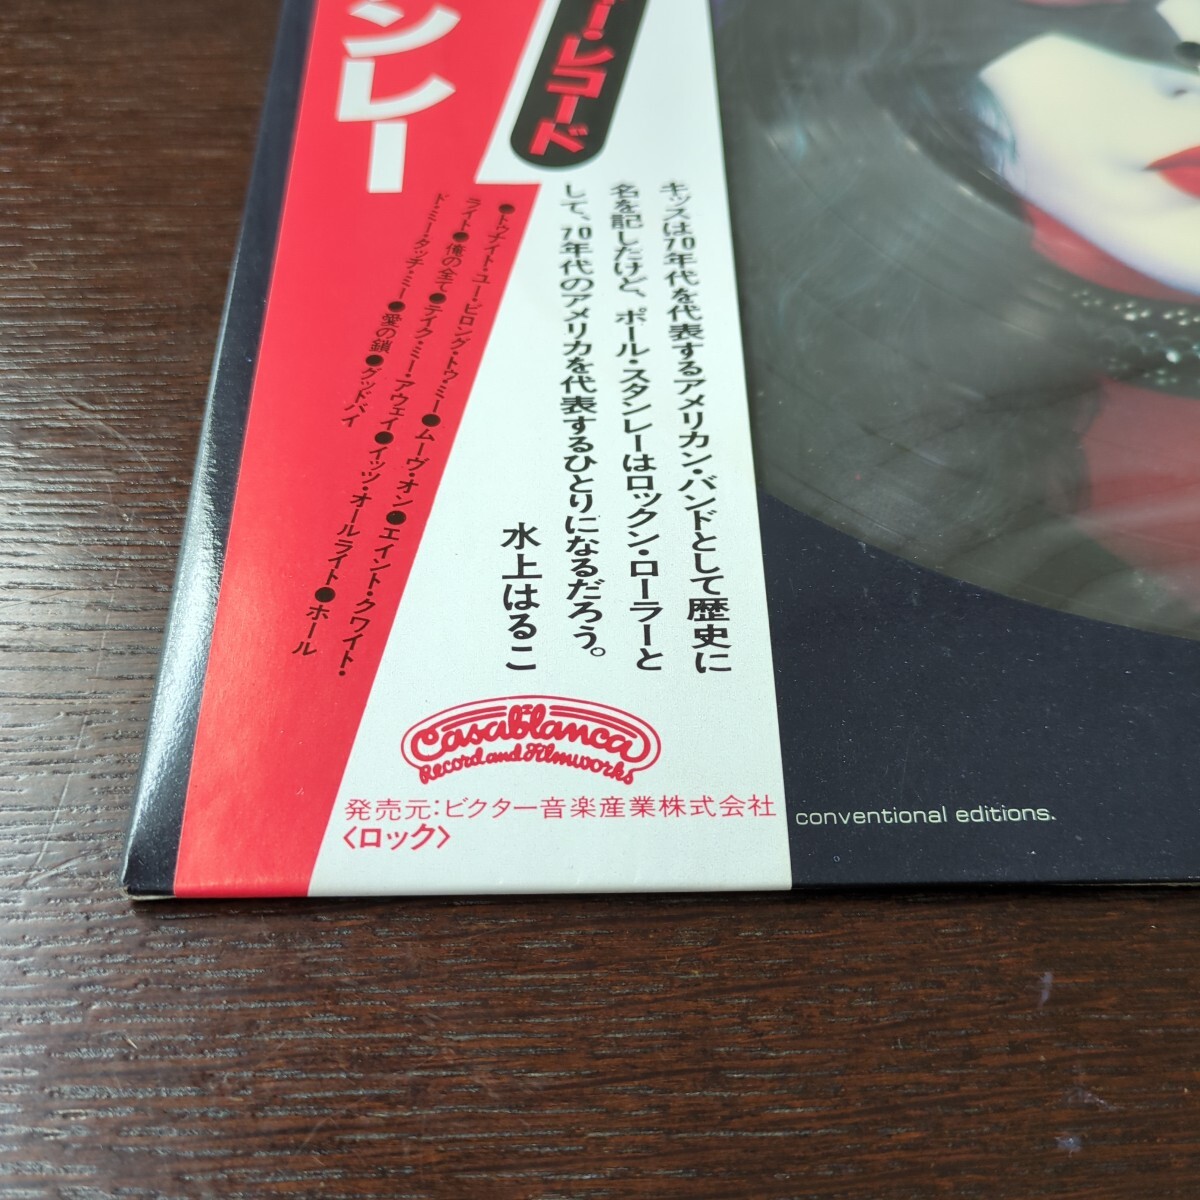 ンレー
ー・レコード
キッスは70年代を代表するアメリカン・バンドとして歴史に
名を記したけど、ポール・スタンレーはロックン・ローラーと
して、70年代のアメリカを代表するひとりになるだろう。
水上はるこ
●トゥナイト・ユー・ビロング・トゥ・ミー●ムーヴ・オン●エイント・クワイト・
ライト●俺の全て●テイク・ミー・アウェイ●イッツ・オールライト●ホール
ド・ミー・タッチ・ミー●愛の鎖●グッドバイ
Casablanca
Record and Filmworks
発売元:ビクター音楽産業株式会社
〈ロック〉
conventional editions.